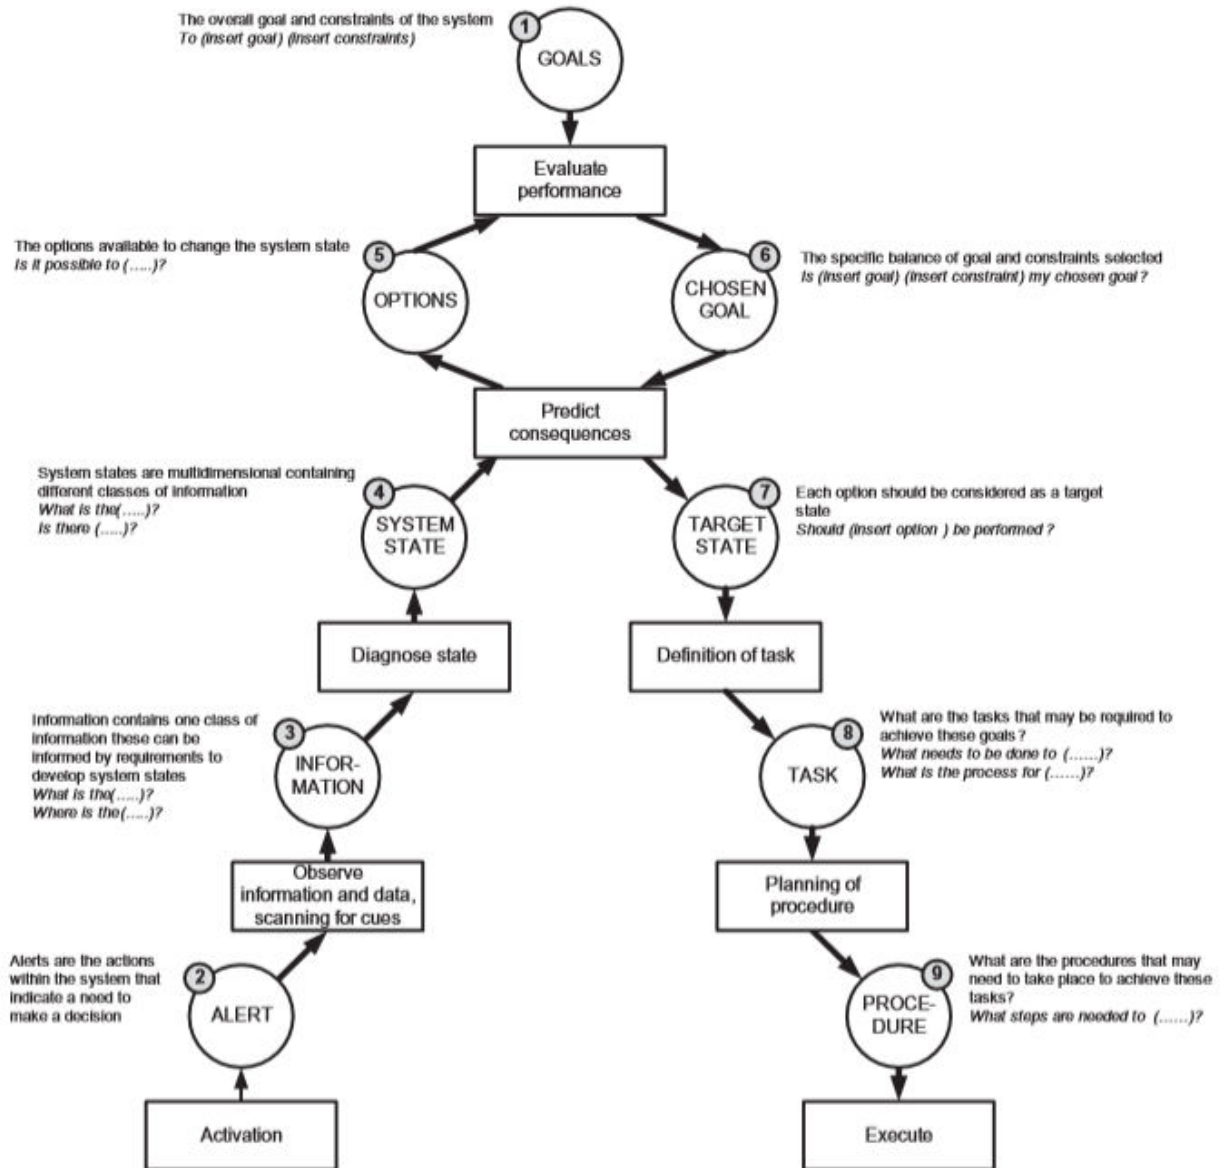 The overall goal and constraints of the system
To (insert goal) (insert constraints)
1
GOALS
Evaluate
performance
The options available to change the system state
Is it possible to (.....)?
5
OPTIONS
6
CHOSEN
GOAL
The specific balance of goal and constraints selected
Is (insert goal) (insert constraint) my chosen goal?
Predict
consequences
System states are multidimensional containing
different classes of information
What is the(.....)?
Is there (.....)?
4
SYSTEM
STATE
7
TARGET
STATE
Each option should be considered as a target
state
Should (insert option ) be performed?
Diagnose state
Definition of task
Information contains one class of
information these can be
informed by requirements to
develop system states
What is the(.....)?
Where is the(.....)?
3
INFOR-
MATION
8
TASK
What are the tasks that may be required to
achieve these goals?
What needs to be done to (......)?
What is the process for (......)?
Observe
information and data,
scanning for cues
Planning of
procedure
Alerts are the actions
within the system that
indicate a need to
make a decision
2
ALERT
9
PROCE-
DURE
What are the procedures that may
need to take place to achieve these
tasks?
What steps are needed to (......)?
Activation
Execute